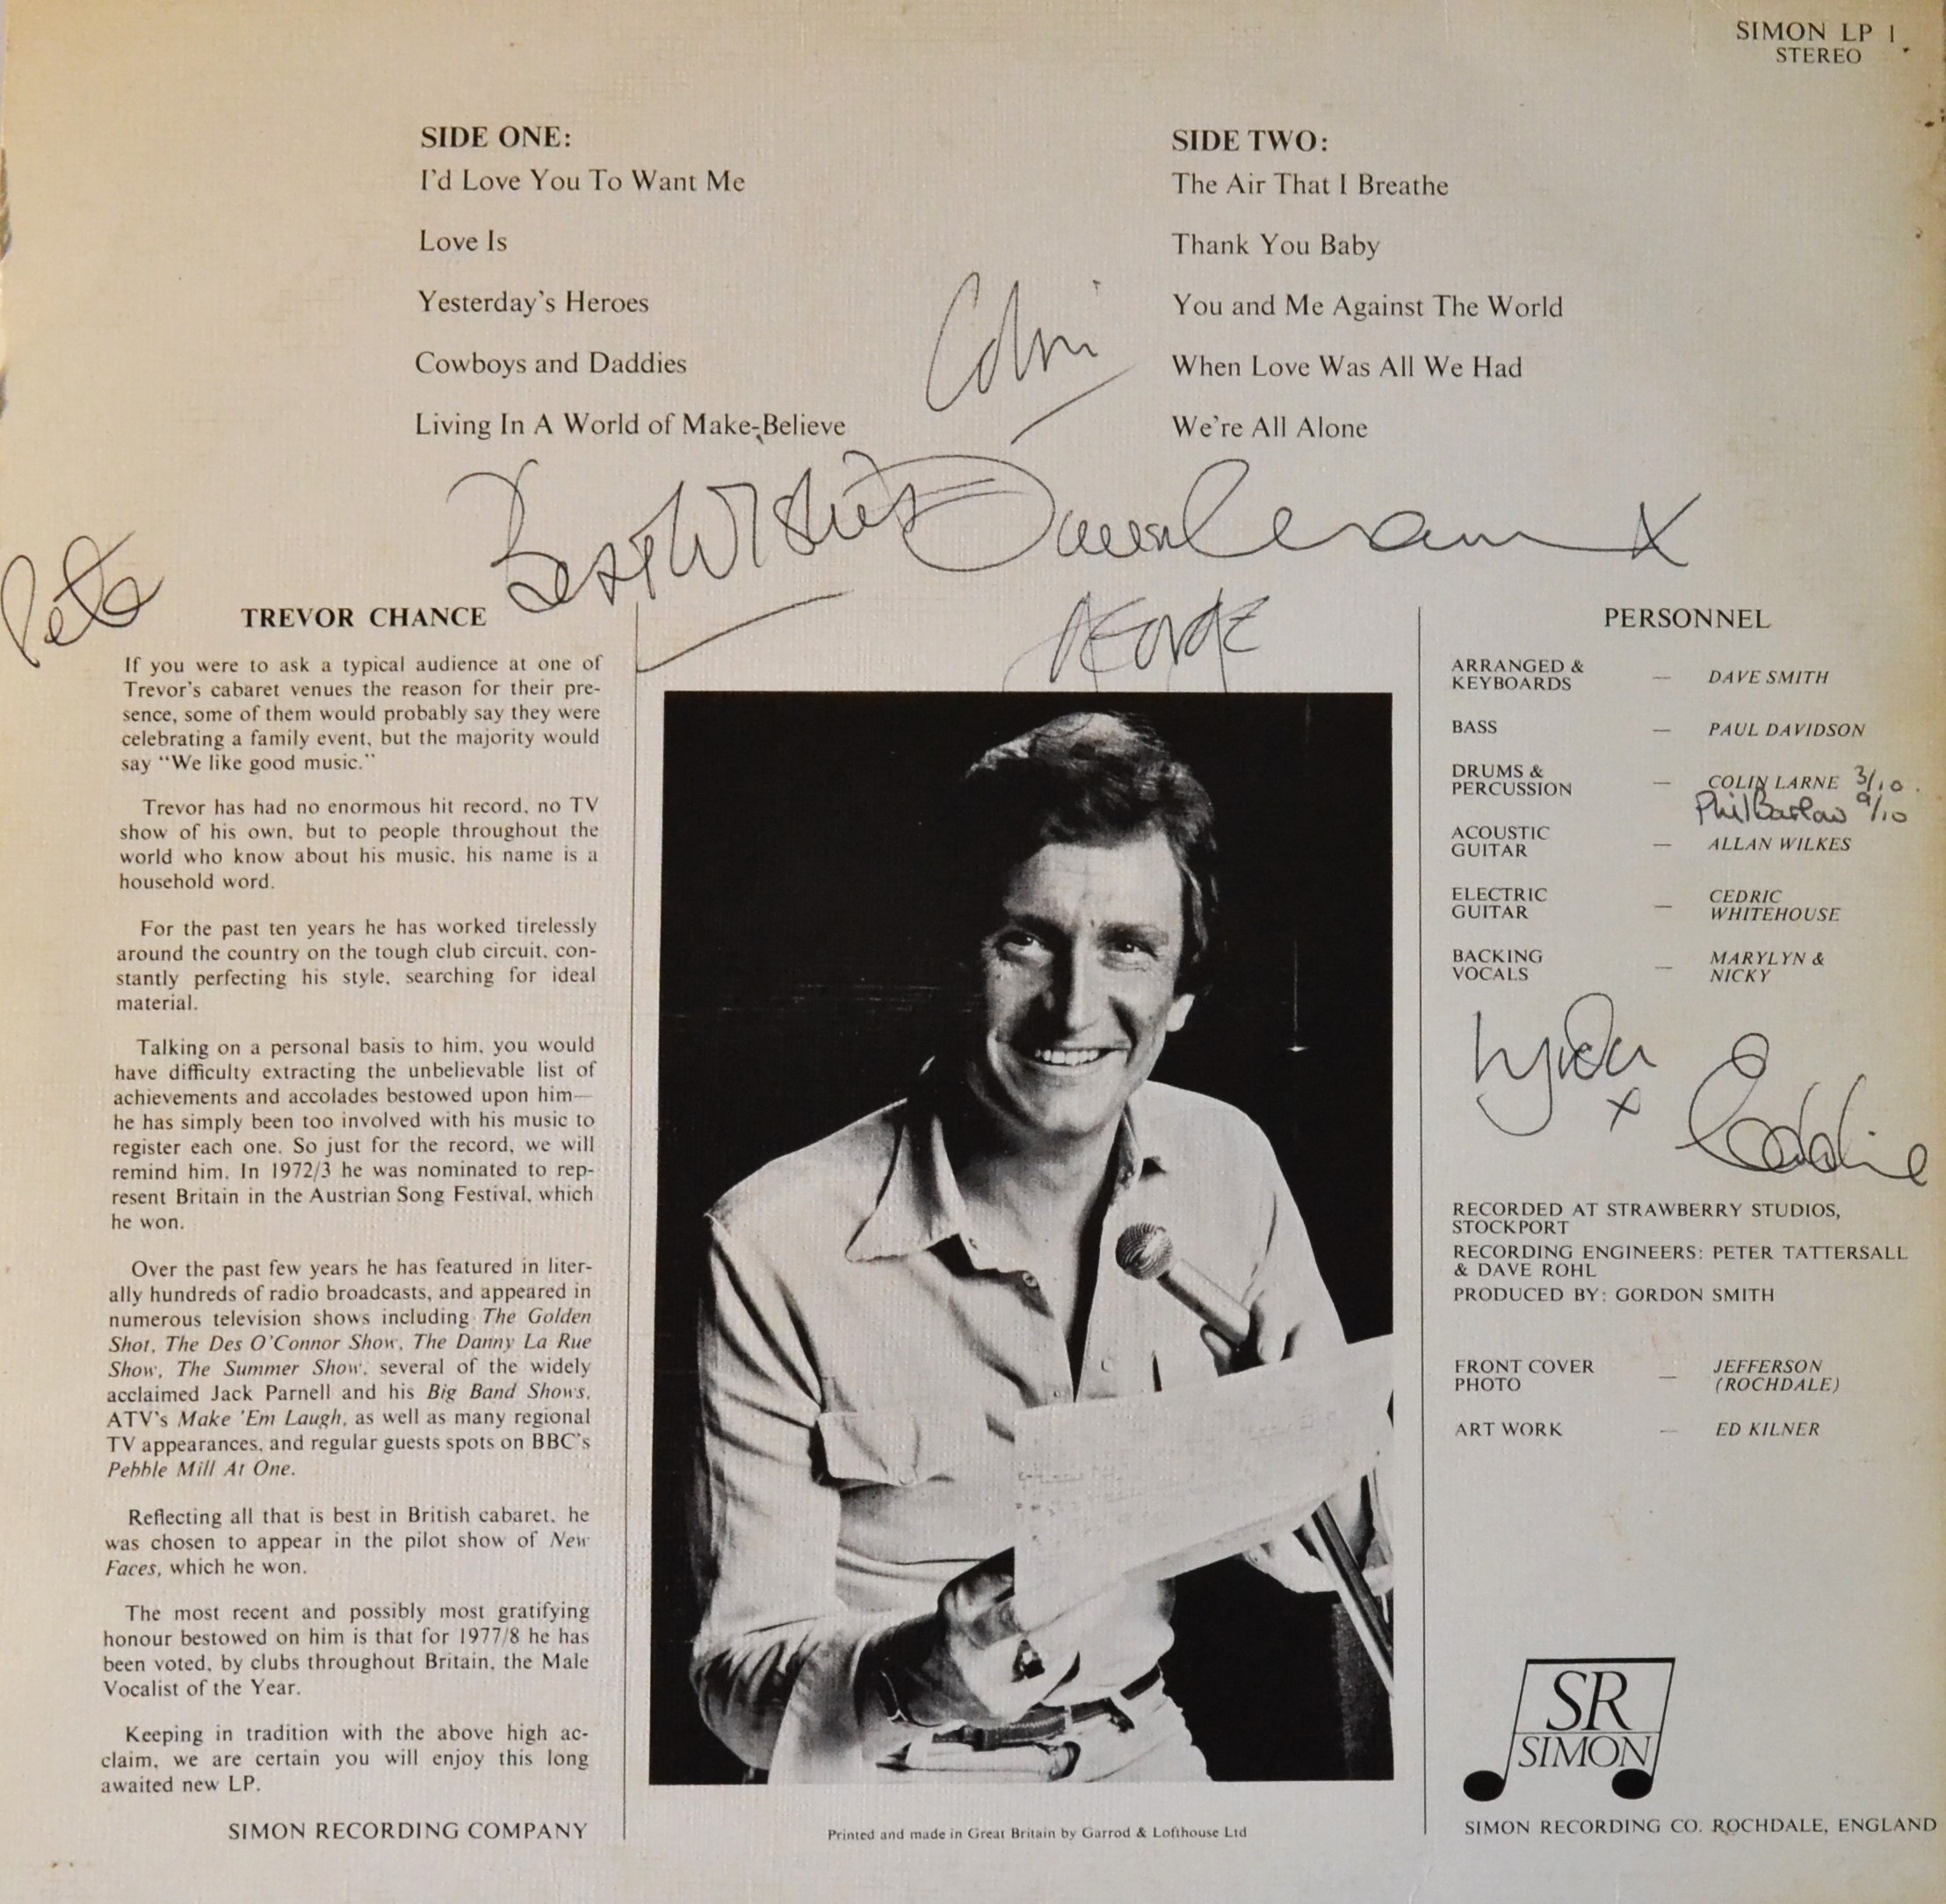 SIMON LP 1
STEREO
SIDE ONE:
I'd Love You To Want Me
Love Is
Yesterday's Heroes
Cowboys and Daddies
Living In A World of Make-Believe
SIDE TWO:
The Air That I Breathe
Thank You Baby
You and Me Against The World
When Love Was All We Had
We're All Alone
Colin
Best Wishes
Pete
George
TREVOR CHANCE
If you were to ask a typical audience at one of
Trevor's cabaret venues the reason for their pre-
sence, some of them would probably say they were
celebrating a family event, but the majority would
say "We like good music."
Trevor has had no enormous hit record, no TV
show of his own, but to people throughout the
world who know about his music, his name is a
household word.
For the past ten years he has worked tirelessly
around the country on the tough club circuit, con-
stantly perfecting his style, searching for ideal
material.
Talking on a personal basis to him, you would
have difficulty extracting the unbelievable list of
achievements and accolades bestowed upon him—
he has simply been too involved with his music to
register each one. So just for the record, we will
remind him. In 1972/3 he was nominated to rep-
resent Britain in the Austrian Song Festival, which
he won.
Over the past few years he has featured in liter-
ally hundreds of radio broadcasts, and appeared in
numerous television shows including The Golden
Shot, The Des O'Connor Show, The Danny La Rue
Show, The Summer Show, several of the widely
acclaimed Jack Parnell and his Big Band Shows,
ATV's Make 'Em Laugh, as well as many regional
TV appearances, and regular guests spots on BBC's
Pebble Mill At One.
Reflecting all that is best in British cabaret, he
was chosen to appear in the pilot show of New
Faces, which he won.
The most recent and possibly most gratifying
honour bestowed on him is that for 1977/8 he has
been voted, by clubs throughout Britain, the Male
Vocalist of the Year.
Keeping in tradition with the above high ac-
claim, we are certain you will enjoy this long
awaited new LP.
SIMON RECORDING COMPANY
Printed and made in Great Britain by Garrod & Lofthouse Ltd
PERSONNEL
ARRANGED &
KEYBOARDS — DAVE SMITH
BASS — PAUL DAVIDSON
DRUMS &
PERCUSSION — COLIN LARNE 3/10.
Phil Barlow 9/10
ACOUSTIC
GUITAR — ALLAN WILKES
ELECTRIC
GUITAR — CEDRIC
WHITEHOUSE
BACKING
VOCALS — MARYLYN &
NICKY
Lynda
x
Eddie
RECORDED AT STRAWBERRY STUDIOS,
STOCKPORT
RECORDING ENGINEERS: PETER TATTERSALL
& DAVE ROHL
PRODUCED BY: GORDON SMITH
FRONT COVER
PHOTO — JEFFERSON
(ROCHDALE)
ART WORK — ED KILNER
SR
SIMON
SIMON RECORDING CO. ROCHDALE, ENGLAND